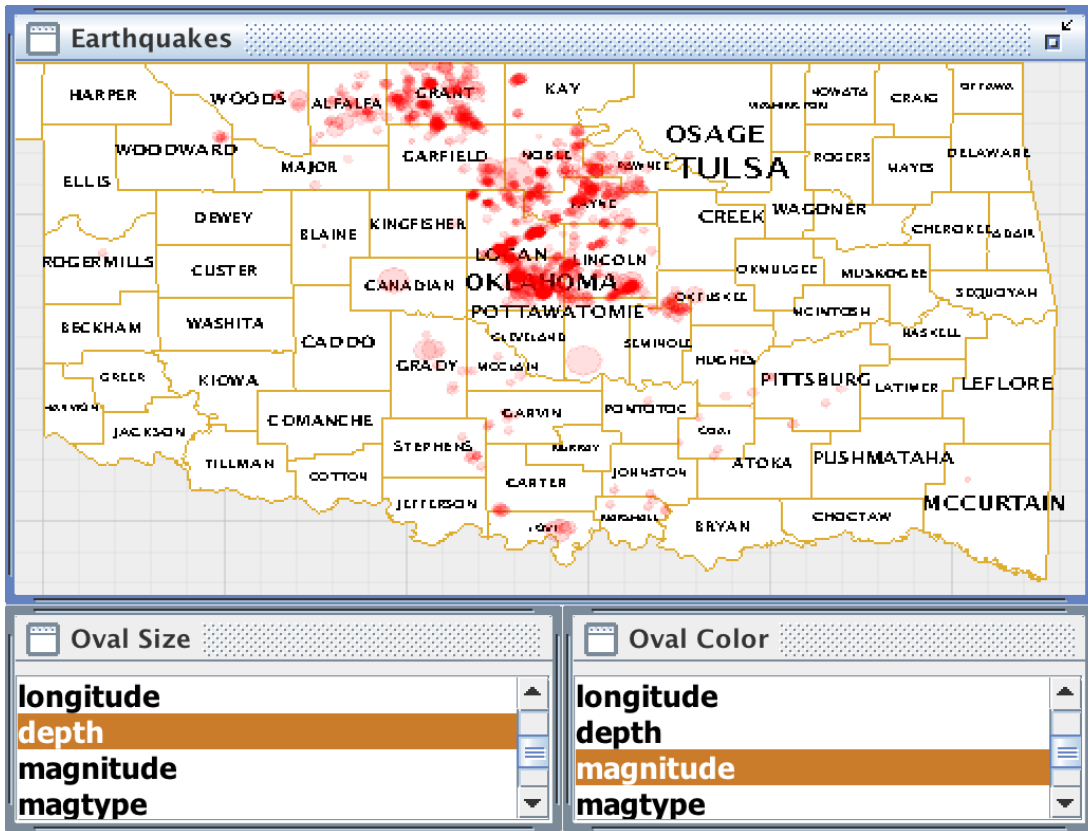 Earthquakes
HARPER WOODS ALFALFA GRANT KAY NOWATA CRAIG OTTAWA
WASHINGTON
OSAGE
WOODWARD MAJOR GARFIELD NOBLE PAWNEE TULSA ROGERS MAYES DELAWARE
ELLIS
DEWEY BLAINE KINGFISHER PAYNE CREEK WAGONER CHEROKEE ADAIR
ROGERMILLS CUSTER CANADIAN LOGAN LINCOLN OKMULGEE MUSKOGEE
OKLAHOMA OKFUSKEE SEQUOYAH
BECKHAM WASHITA CADDO POTTAWATOMIE MCINTOSH HASKELL
CLEVELAND SEMINOLE
GREER KIOWA GRADY MCCLAIN HUGHES PITTSBURG LATIMER LEFLORE
HARMON JACKSON COMANCHE GARVIN PONTOTOC COAL
STEPHENS MURRAY
TILLMAN COTTON CARTER JOHNSTON ATOKA PUSHMATAHA
JEFFERSON LOVE MARSHALL BRYAN CHOCTAW MCCURTAIN
Oval Size
longitude
depth
magnitude
magtype
Oval Color
longitude
depth
magnitude
magtype